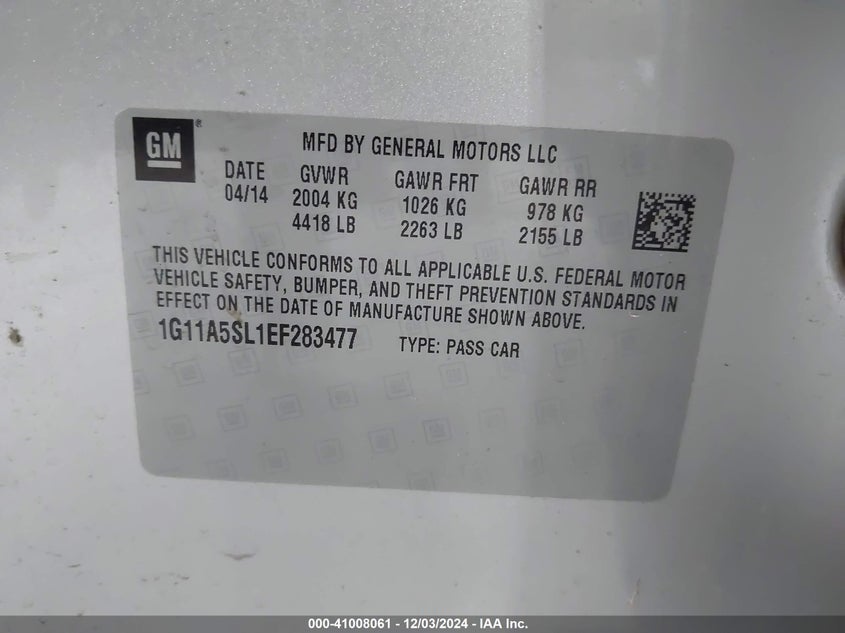 GM®
MFD BY GENERAL MOTORS LLC
DATE GVWR GAWR FRT GAWR RR
04/14 2004 KG 1026 KG 978 KG
4418 LB 2263 LB 2155 LB
THIS VEHICLE CONFORMS TO ALL APPLICABLE U.S. FEDERAL MOTOR
VEHICLE SAFETY, BUMPER, AND THEFT PREVENTION STANDARDS IN
EFFECT ON THE DATE OF MANUFACTURE SHOWN ABOVE.
1G11A5SL1EF283477 TYPE: PASS CAR
000-41008061 - 12/03/2024 - IAA Inc.